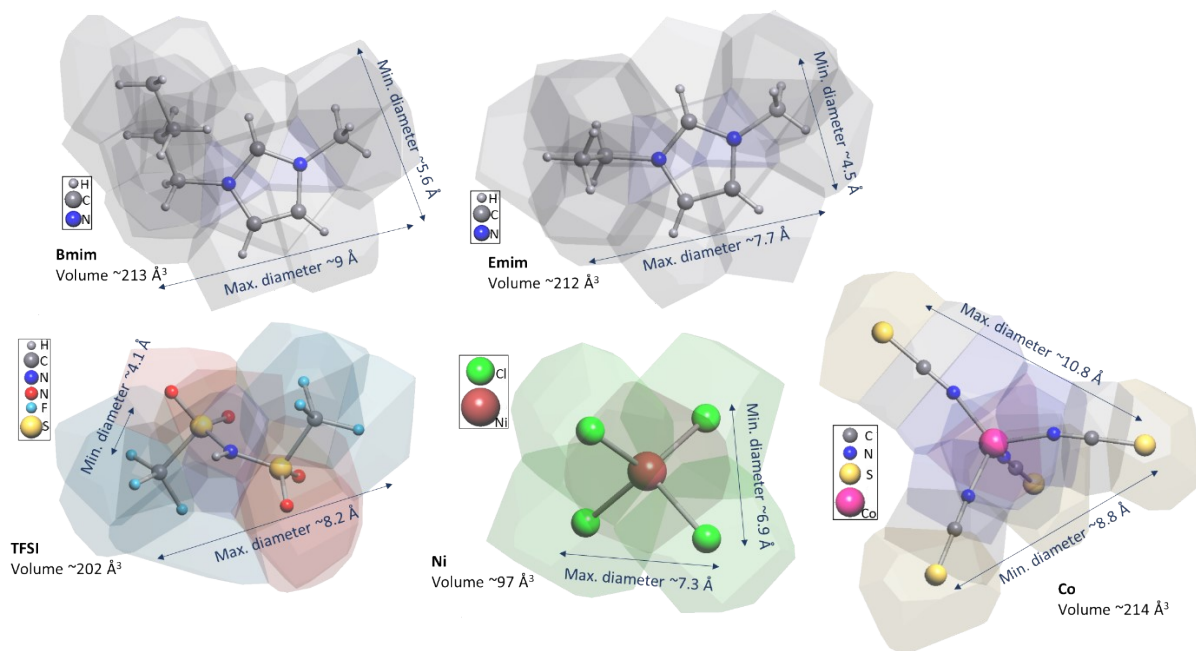 Min. diameter ~5.6 Å
H
C
N
Bmim
Volume ~213 Å³
Max. diameter ~9 Å
Min. diameter ~4.5 Å
H
C
N
Emim
Volume ~212 Å³
Max. diameter ~7.7 Å
H
C
N
N
F
S
Min. diameter ~4.1 Å
TFSI
Volume ~202 Å³
Max. diameter ~8.2 Å
Cl
Ni
Min. diameter ~6.9 Å
Ni
Volume ~97 Å³
Max. diameter ~7.3 Å
Max. diameter ~10.8 Å
C
N
S
Co
Min. diameter ~8.8 Å
Co
Volume ~214 Å³